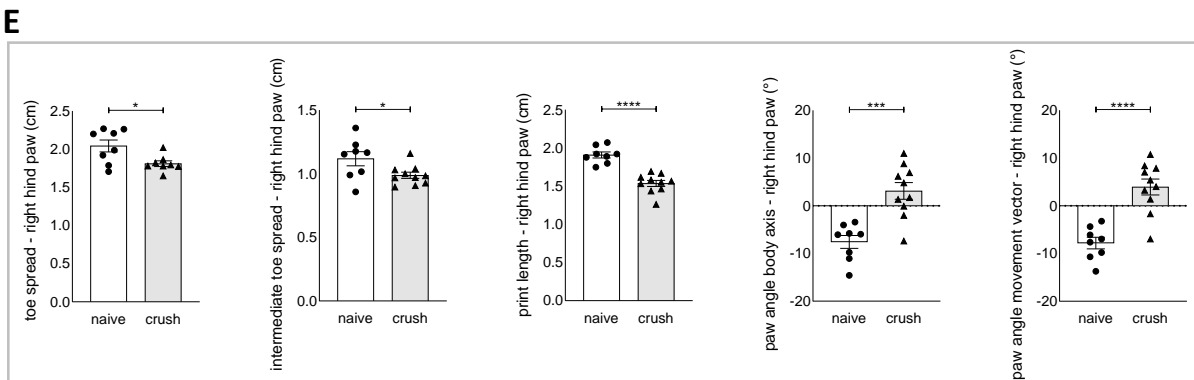 E
toe spread - right hind paw (cm)
2.5
2.0
1.5
1.0
0.5
0.0
*
naive crush
intermediate toe spread - right hind paw (cm)
1.5
1.0
0.5
0.0
*
naive crush
print length - right hind paw (cm)
2.5
2.0
1.5
1.0
0.5
0.0
****
naive crush
paw angle body axis - right hind paw (°)
20
10
0
-10
-20
***
naive crush
paw angle movement vector - right hind paw (°)
20
10
0
-10
-20
****
naive crush